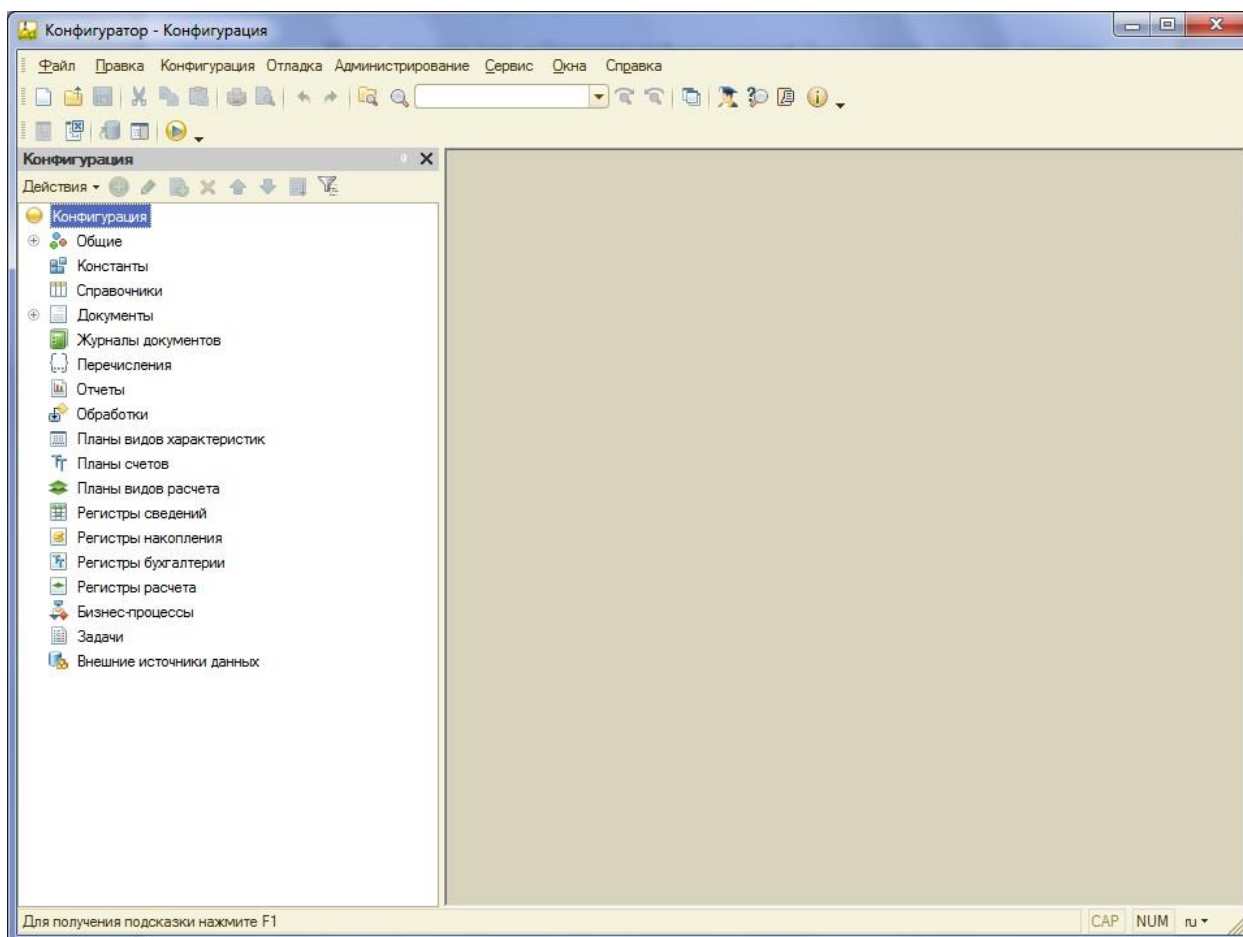 Конфигуратор - Конфигурация
Файл Правка Конфигурация Отладка Администрирование Сервис Окна Справка
Конфигурация
Действия
Конфигурация
Общие
Константы
Справочники
Документы
Журналы документов
Перечисления
Отчеты
Обработки
Планы видов характеристик
Планы счетов
Планы видов расчета
Регистры сведений
Регистры накопления
Регистры бухгалтерии
Регистры расчета
Бизнес-процессы
Задачи
Внешние источники данных
Для получения подсказки нажмите F1 CAP NUM ru